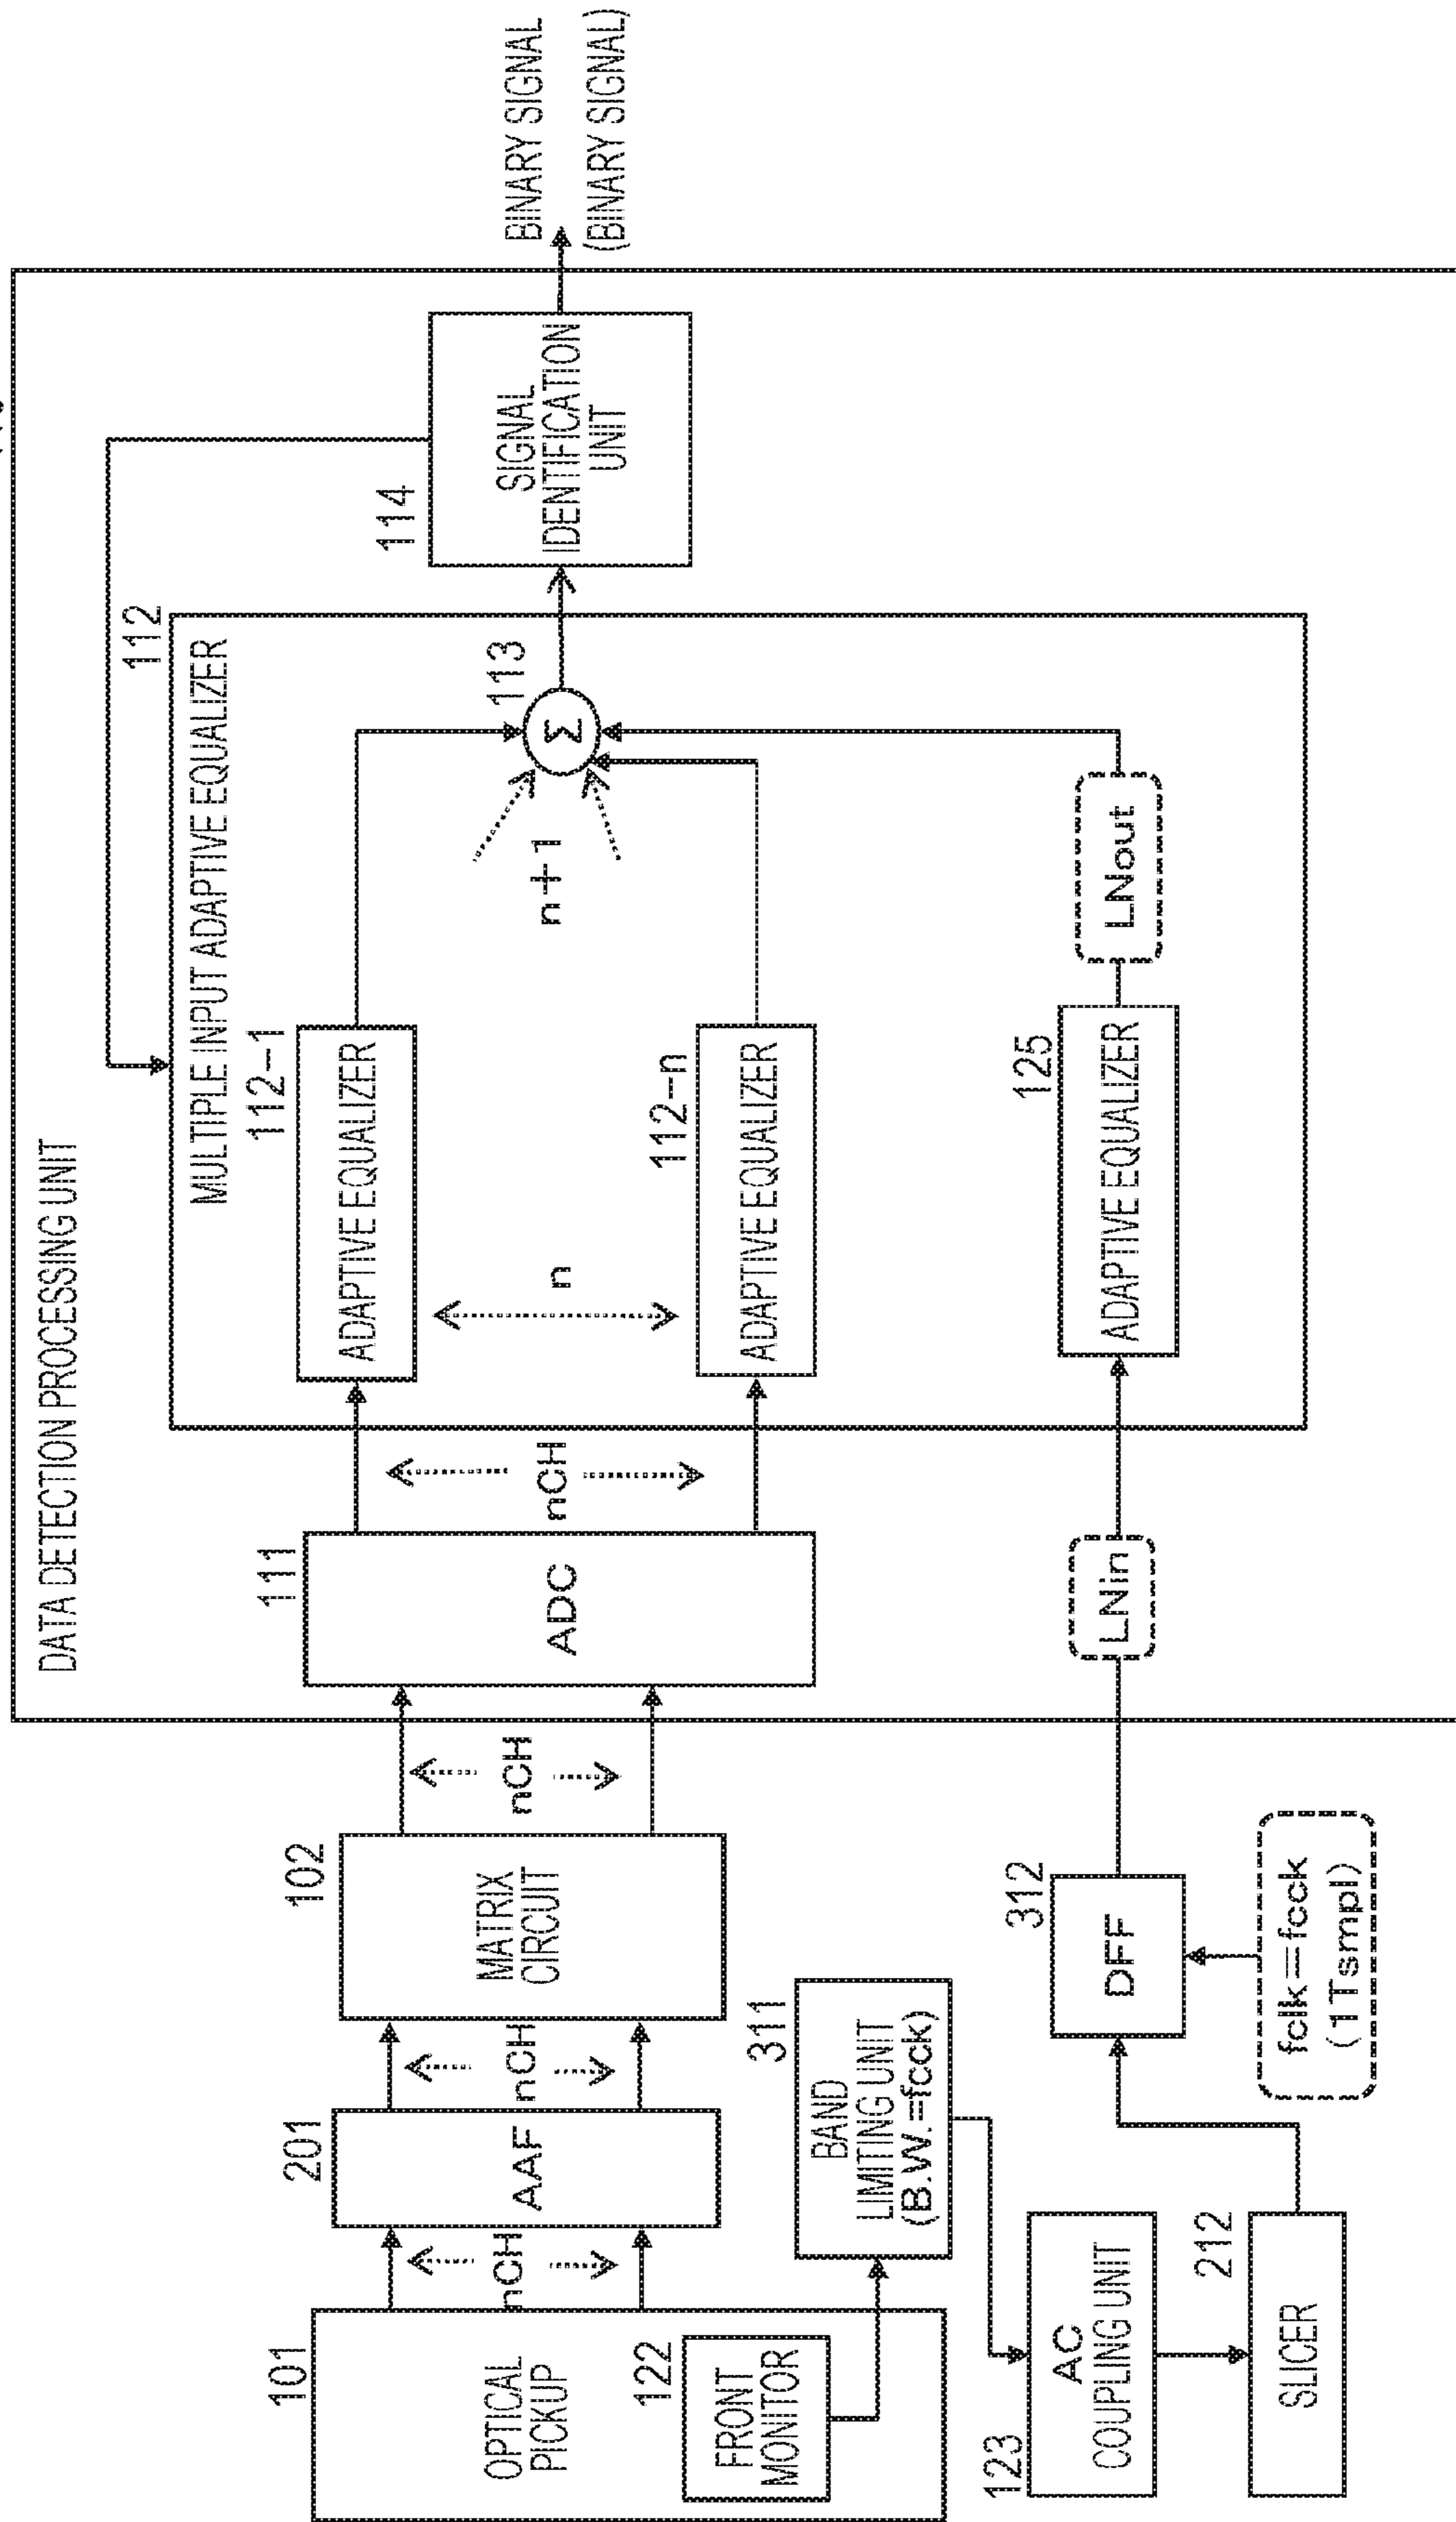 DATA DETECTION PROCESSING UNIT
101
OPTICAL
PICKUP
122
FRONT
MONITOR
nCH
201
AAF
nCH
102
MATRIX
CIRCUIT
nCH
111
ADC
nCH
112
MULTIPLE INPUT ADAPTIVE EQUALIZER
112-1
ADAPTIVE EQUALIZER
n
112-n
ADAPTIVE EQUALIZER
125
ADAPTIVE EQUALIZER
n+1
113
Σ
LNout
114
SIGNAL
IDENTIFICATION
UNIT
BINARY SIGNAL
(BINARY SIGNAL)
311
BAND
LIMITING UNIT
(B.W.=fcck)
123
AC
COUPLING UNIT
212
SLICER
312
DFF
fclk=fcck
(1Tsmpl)
LNin